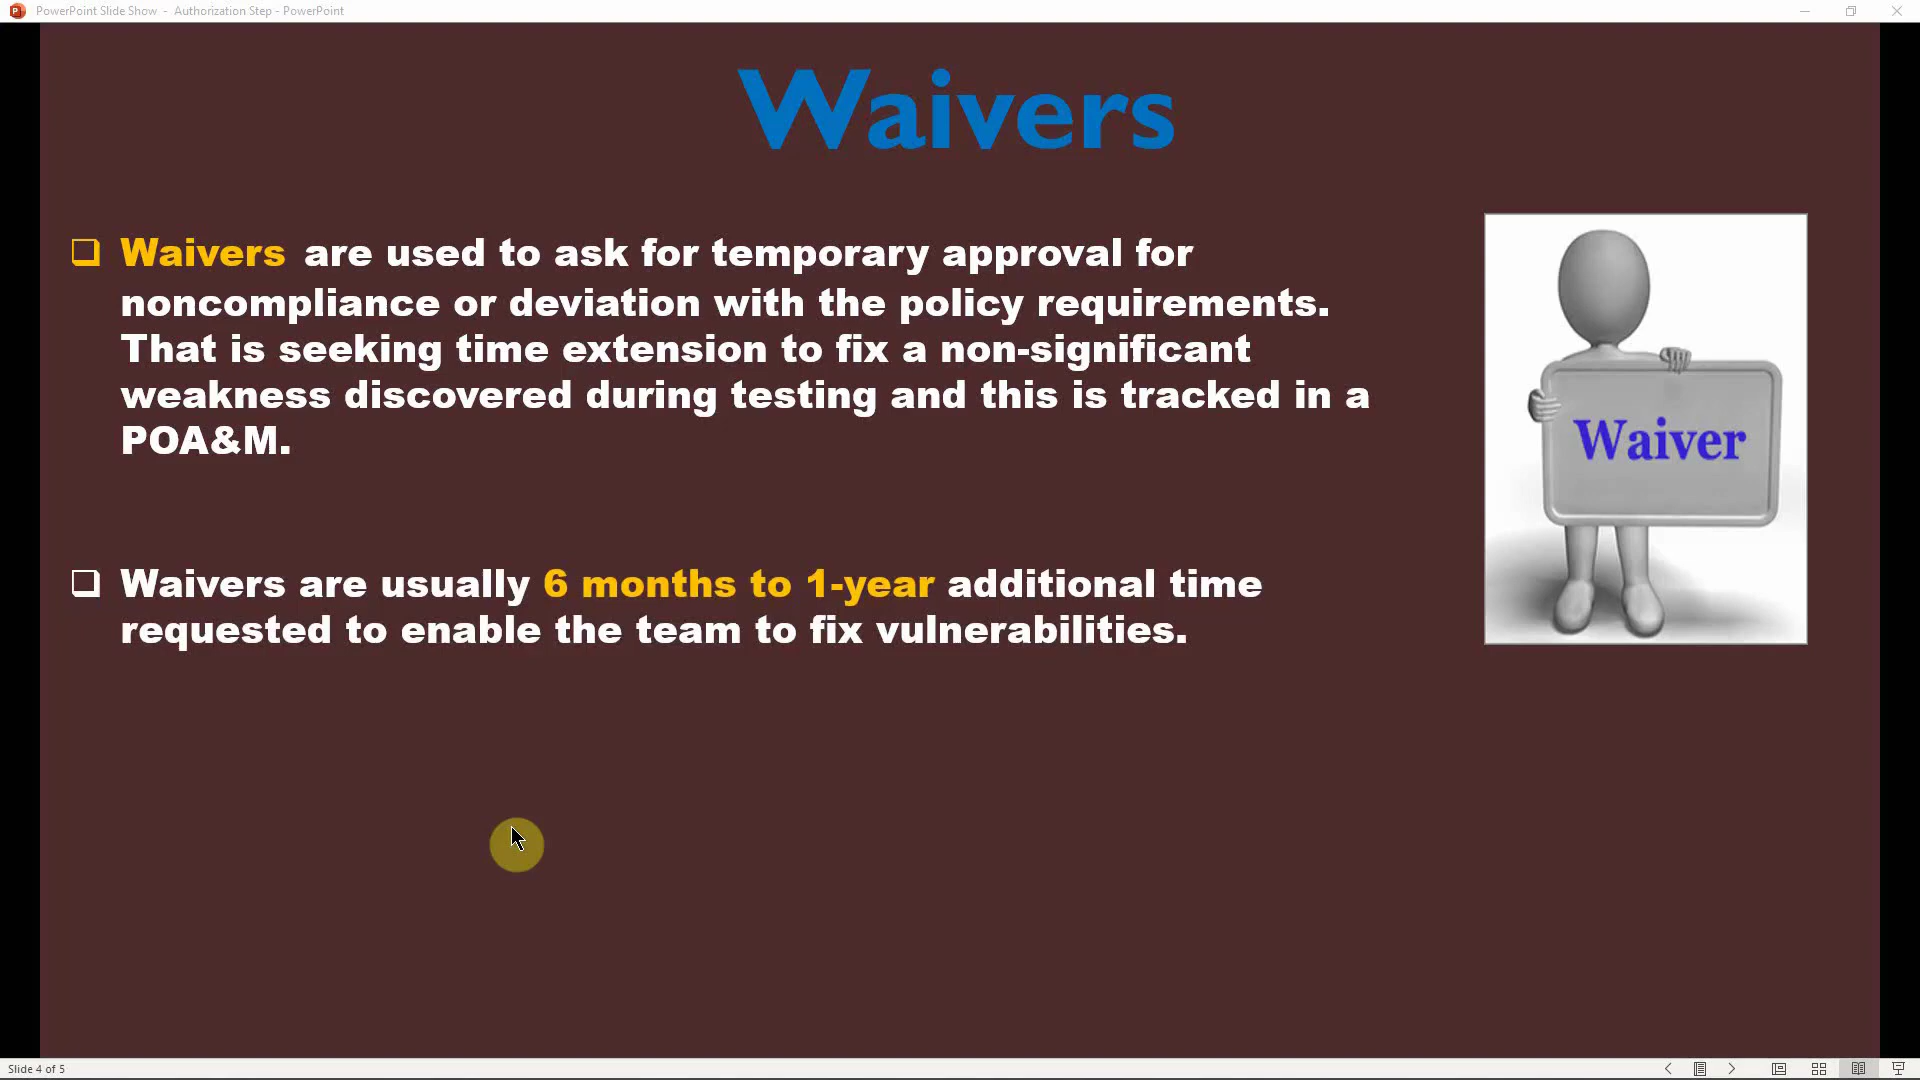 PowerPoint Slide Show - Authorization Step - PowerPoint
Waivers
Waivers are used to ask for temporary approval for
noncompliance or deviation with the policy requirements.
That is seeking time extension to fix a non-significant
weakness discovered during testing and this is tracked in a
POA&M.
Waiver
Waivers are usually 6 months to 1-year additional time
requested to enable the team to fix vulnerabilities.
Slide 4 of 5